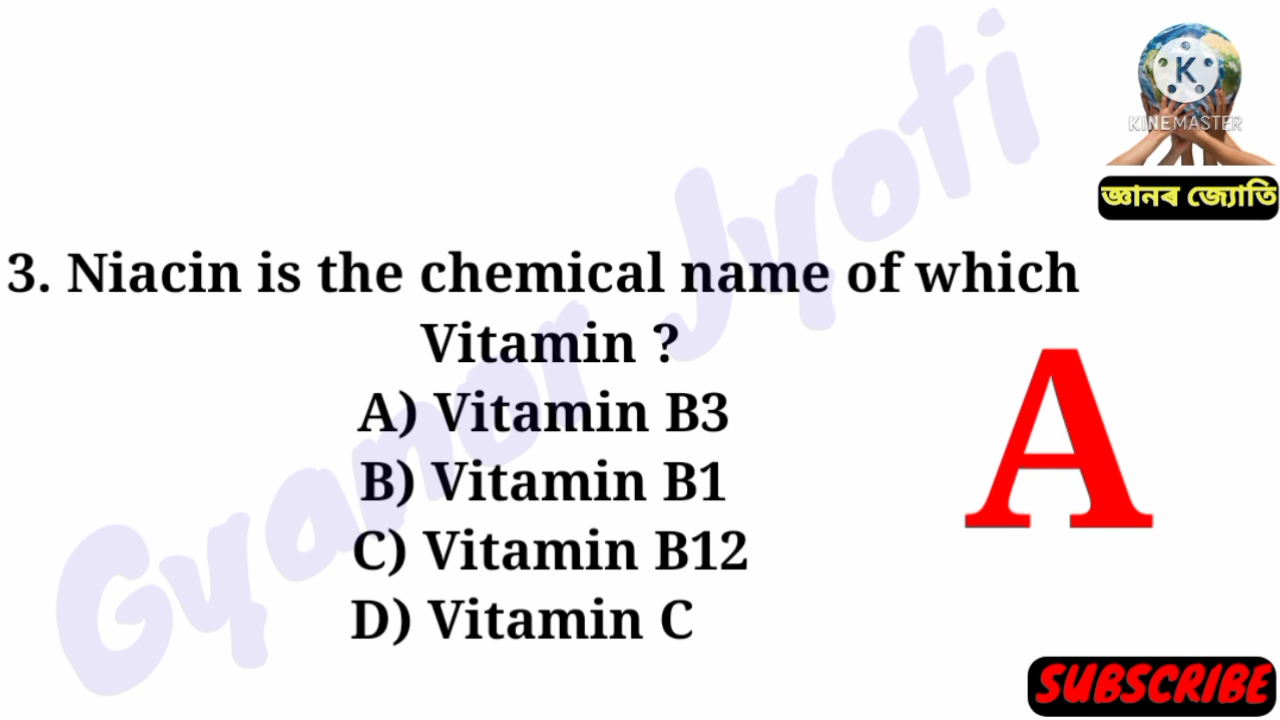 K
KINEMASTER
জ্ঞানৰ জ্যোতি
Gyanor Jyoti
3. Niacin is the chemical name of which
Vitamin ?
A) Vitamin B3
B) Vitamin B1
C) Vitamin B12
D) Vitamin C
A
SUBSCRIBE